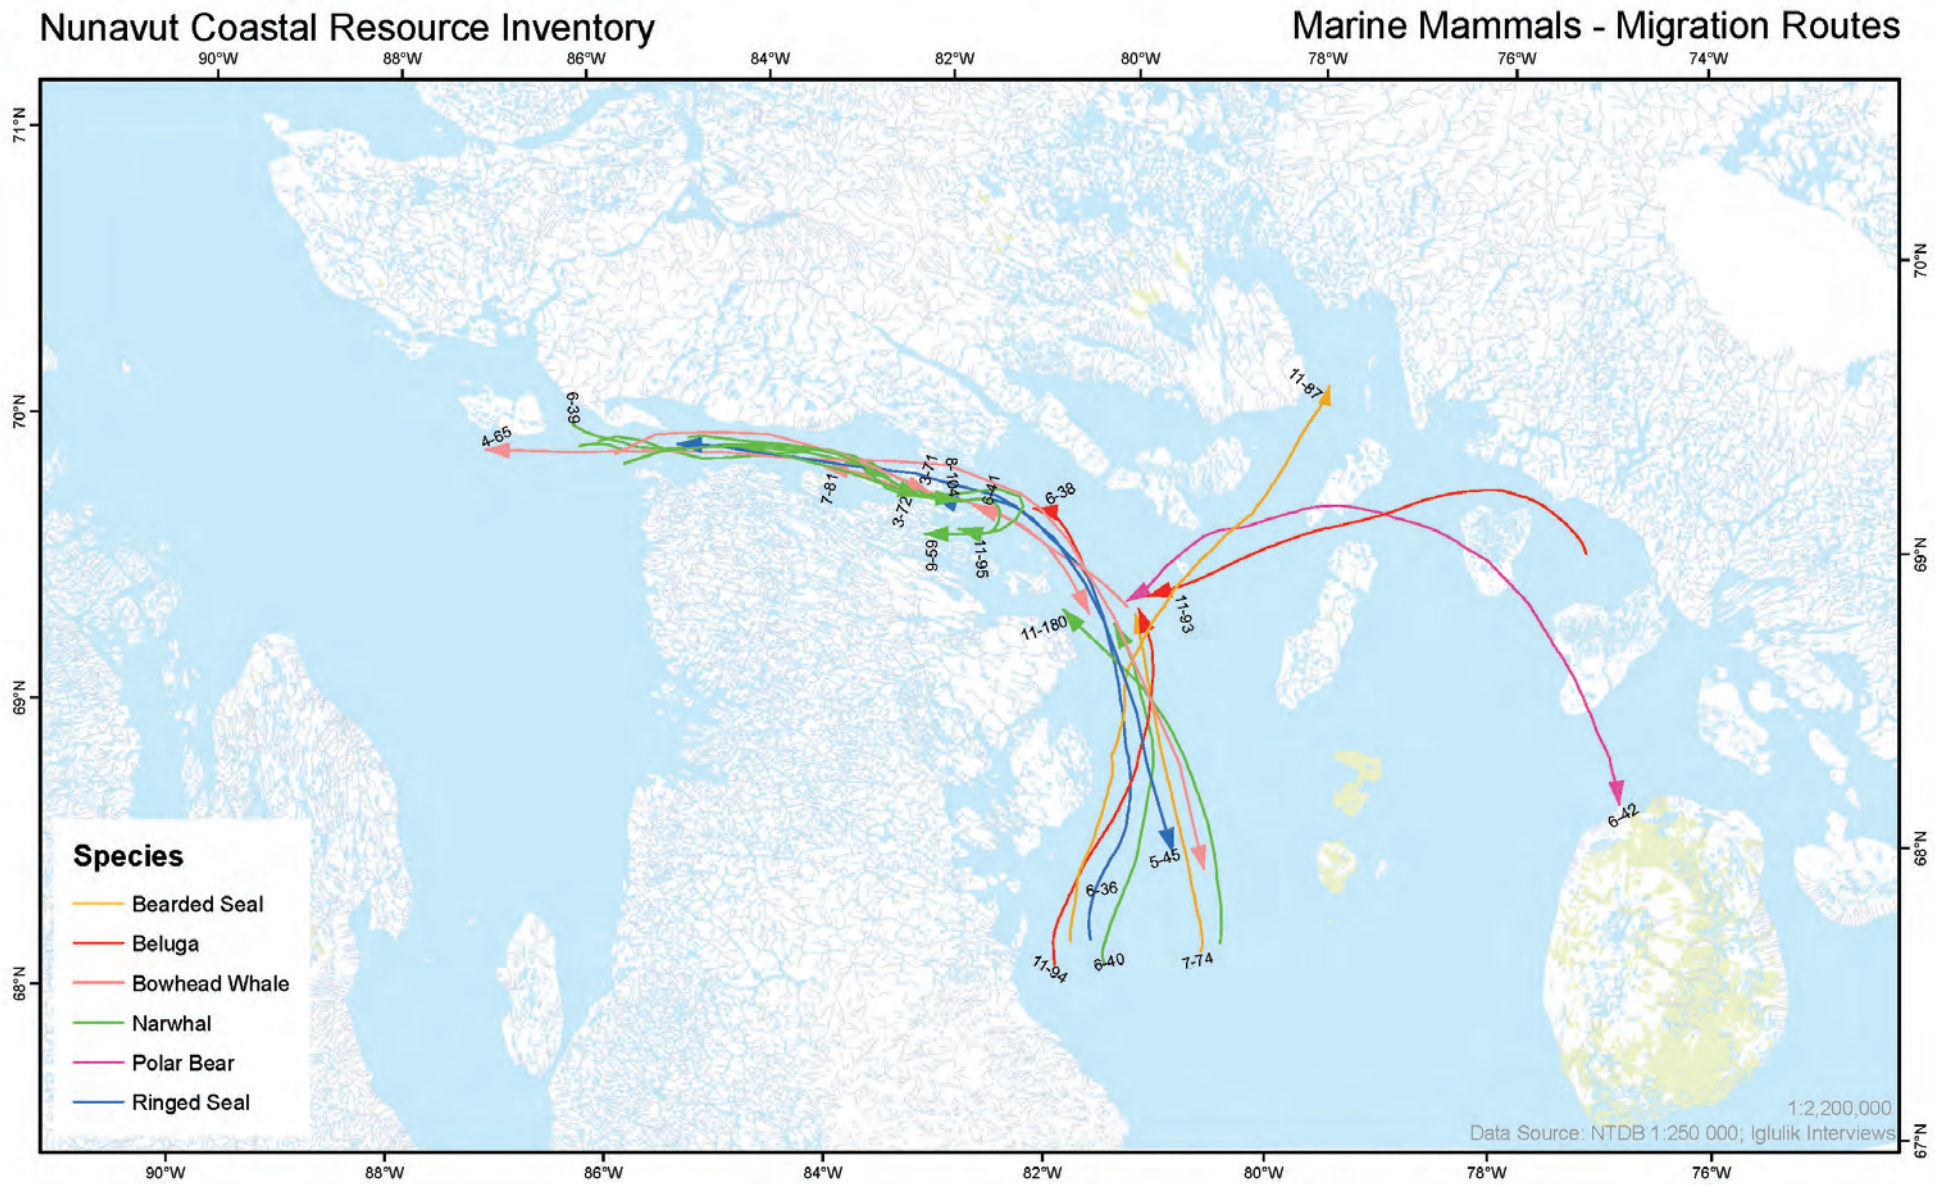 Nunavut Coastal Resource Inventory
Marine Mammals - Migration Routes
90°W 88°W 86°W 84°W 82°W 80°W 78°W 76°W 74°W
71°N
70°N
70°N
69°N
69°N
68°N
68°N
67°N
11-87
6-39
4-65
7-81
3-71
8-104
6-41
3-72
6-38
6-59
11-95
11-180
11-93
6-42
5-45
6-36
11-94
6-40
7-74
Species
Bearded Seal
Beluga
Bowhead Whale
Narwhal
Polar Bear
Ringed Seal
1:2,200,000
Data Source: NTDB 1:250 000; Iglulik Interviews
90°W 88°W 86°W 84°W 82°W 80°W 78°W 76°W